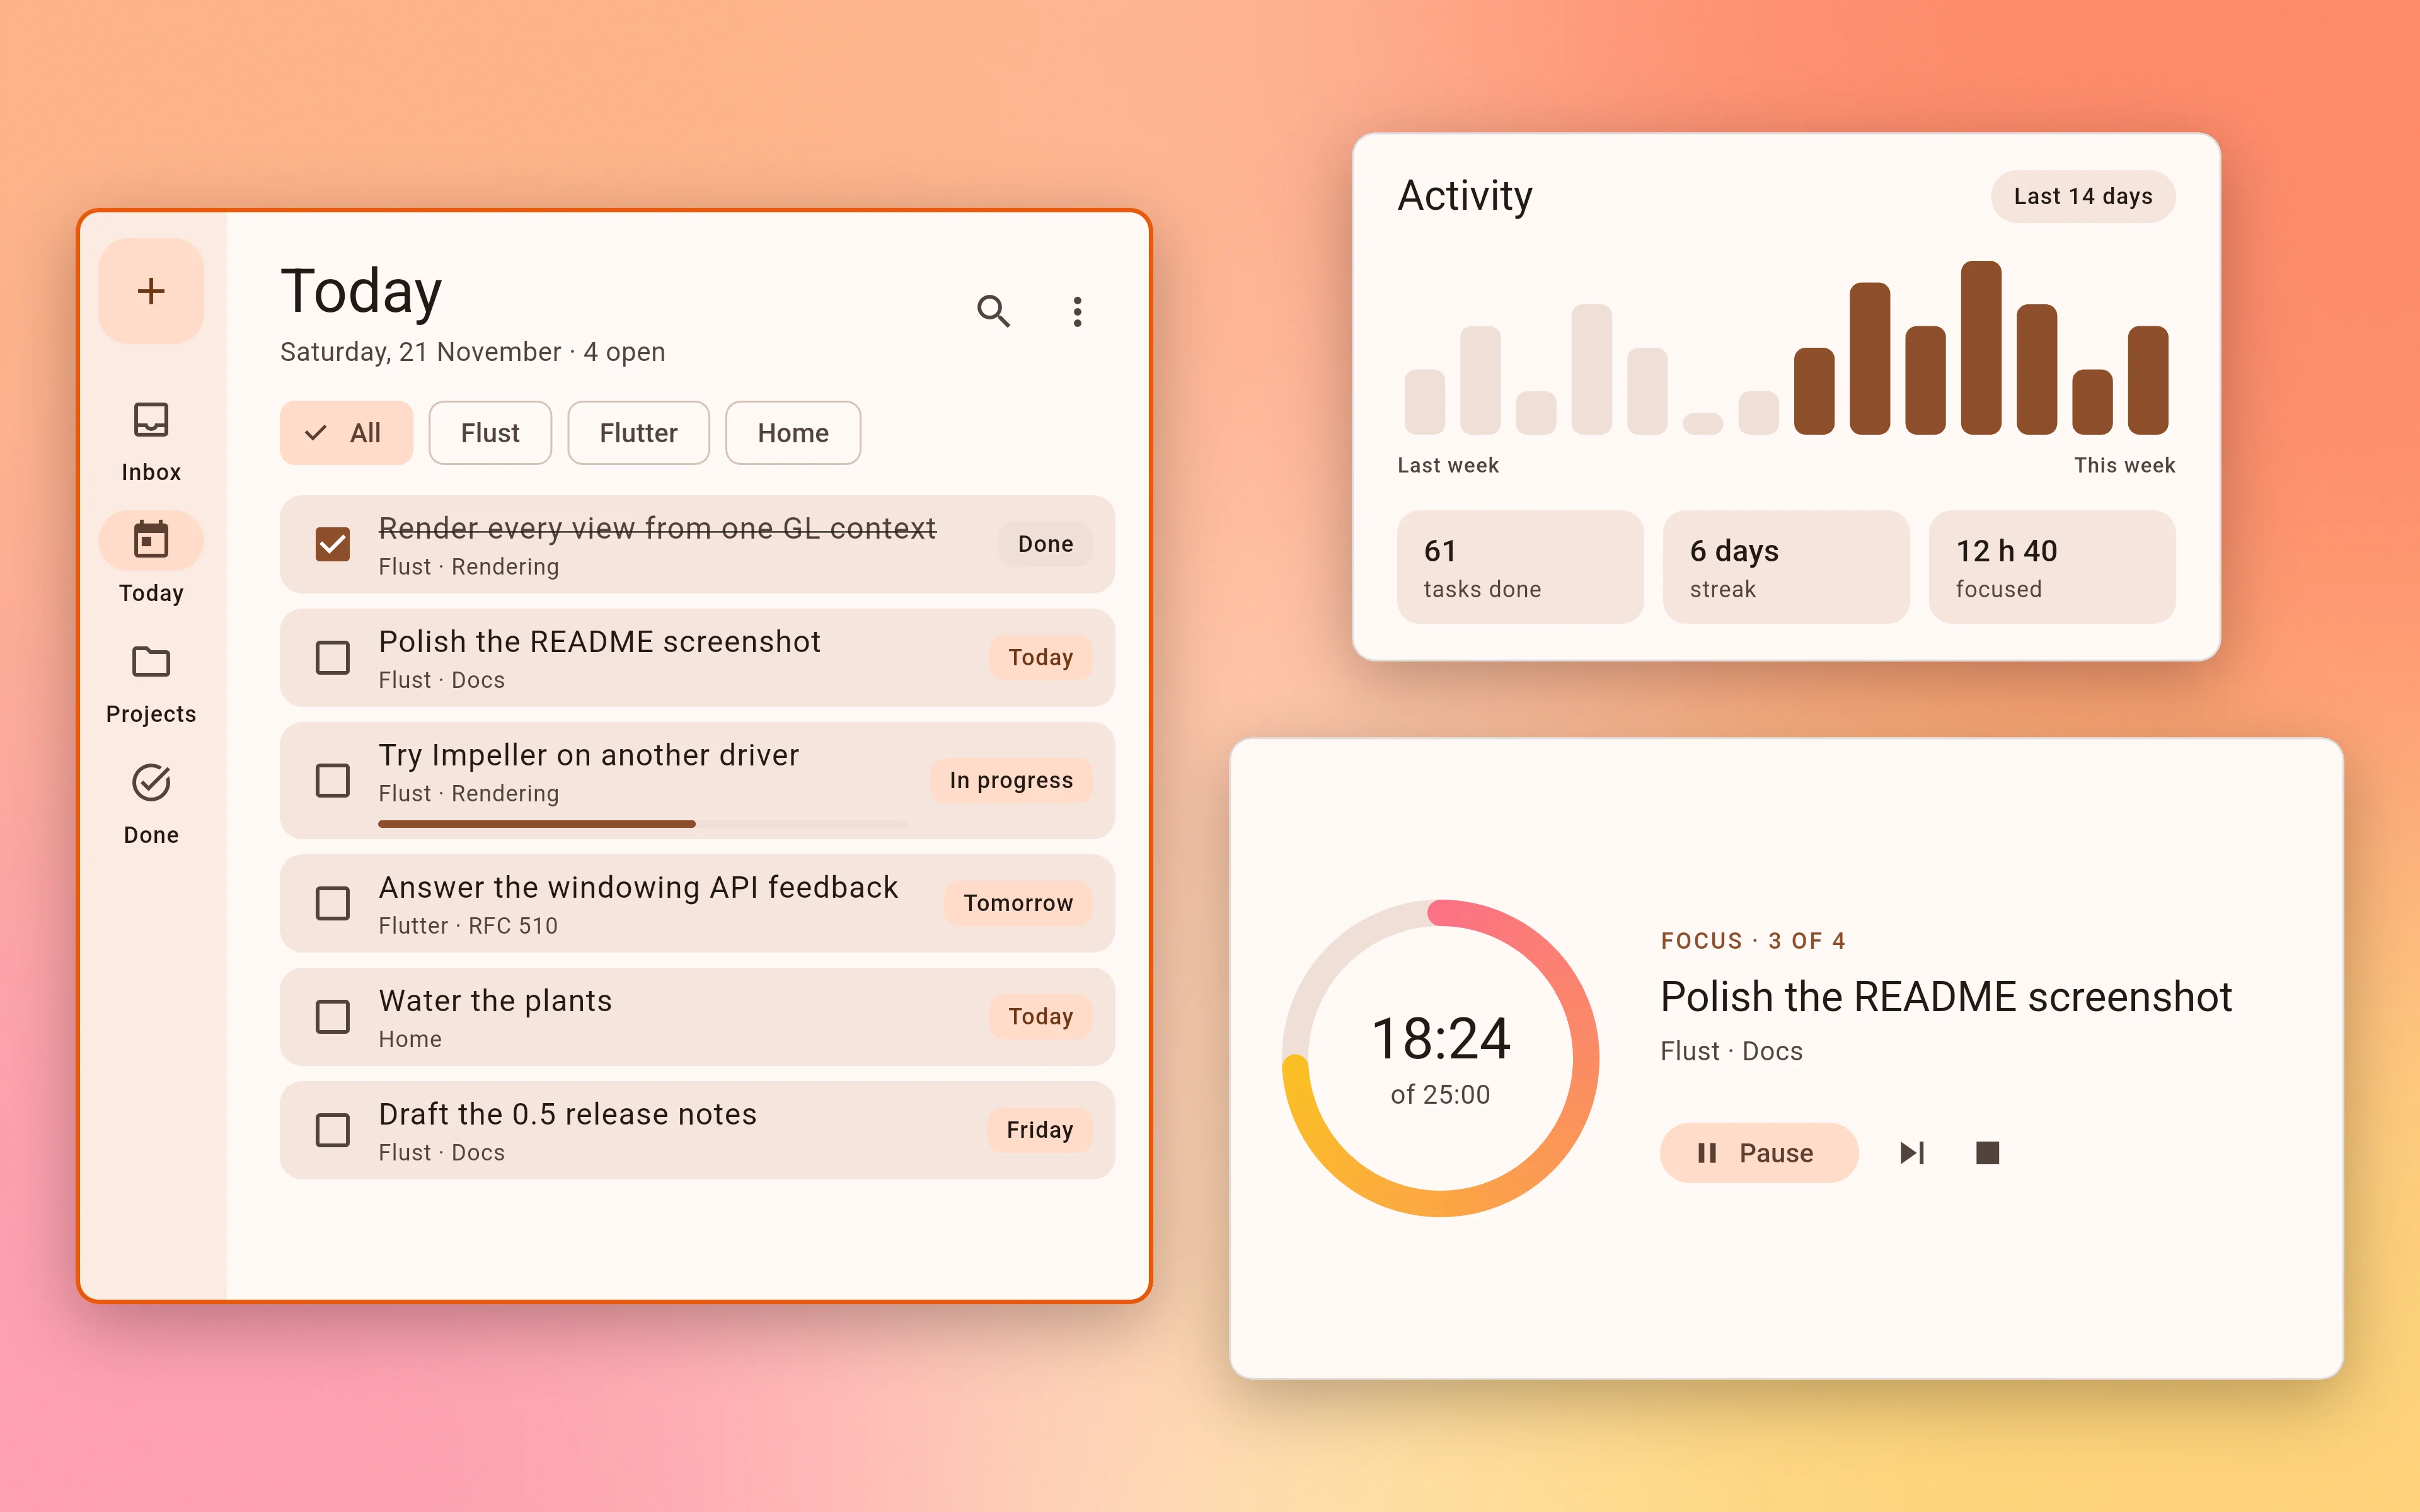 Inbox
Today
Projects
Done
Today
Saturday, 21 November · 4 open
All
Flust
Flutter
Home
Render every view from one GL context
Flust · Rendering
Done
Polish the README screenshot
Flust · Docs
Today
Try Impeller on another driver
Flust · Rendering
In progress
Answer the windowing API feedback
Flutter · RFC 510
Tomorrow
Water the plants
Home
Today
Draft the 0.5 release notes
Flust · Docs
Friday
Activity
Last 14 days
Last week
This week
61
tasks done
6 days
streak
12 h 40
focused
18:24
of 25:00
FOCUS · 3 OF 4
Polish the README screenshot
Flust · Docs
Pause